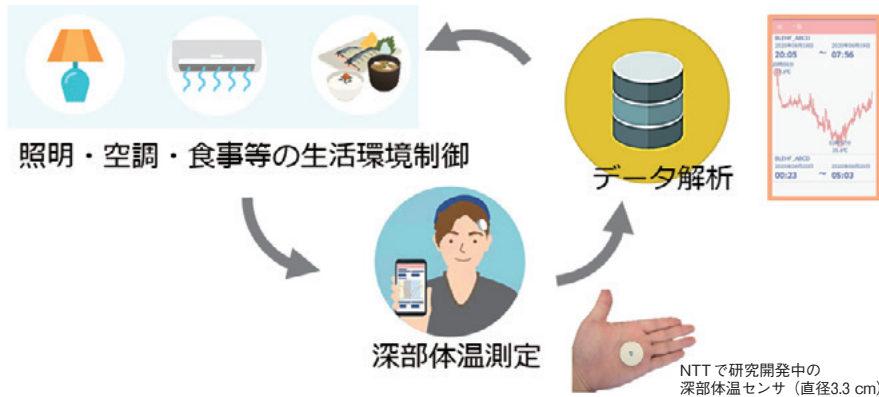 照明・空調・食事等の生活環境制御
データ解析
深部体温測定
NTTで研究開発中の
深部体温センサ（直径3.3 cm）
BLEHF_ABCD
20:05 ～ 07:56
BLEHF_ABCD
00:23 ～ 05:03